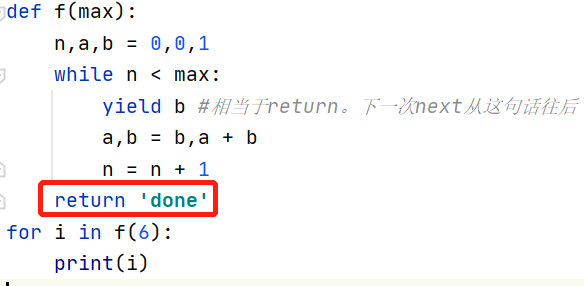 def f(max):
    n,a,b = 0,0,1
    while n < max:
        yield b #相当于return。下一次next从这句话往后
        a,b = b,a + b
        n = n + 1
    return 'done'
for i in f(6):
    print(i)